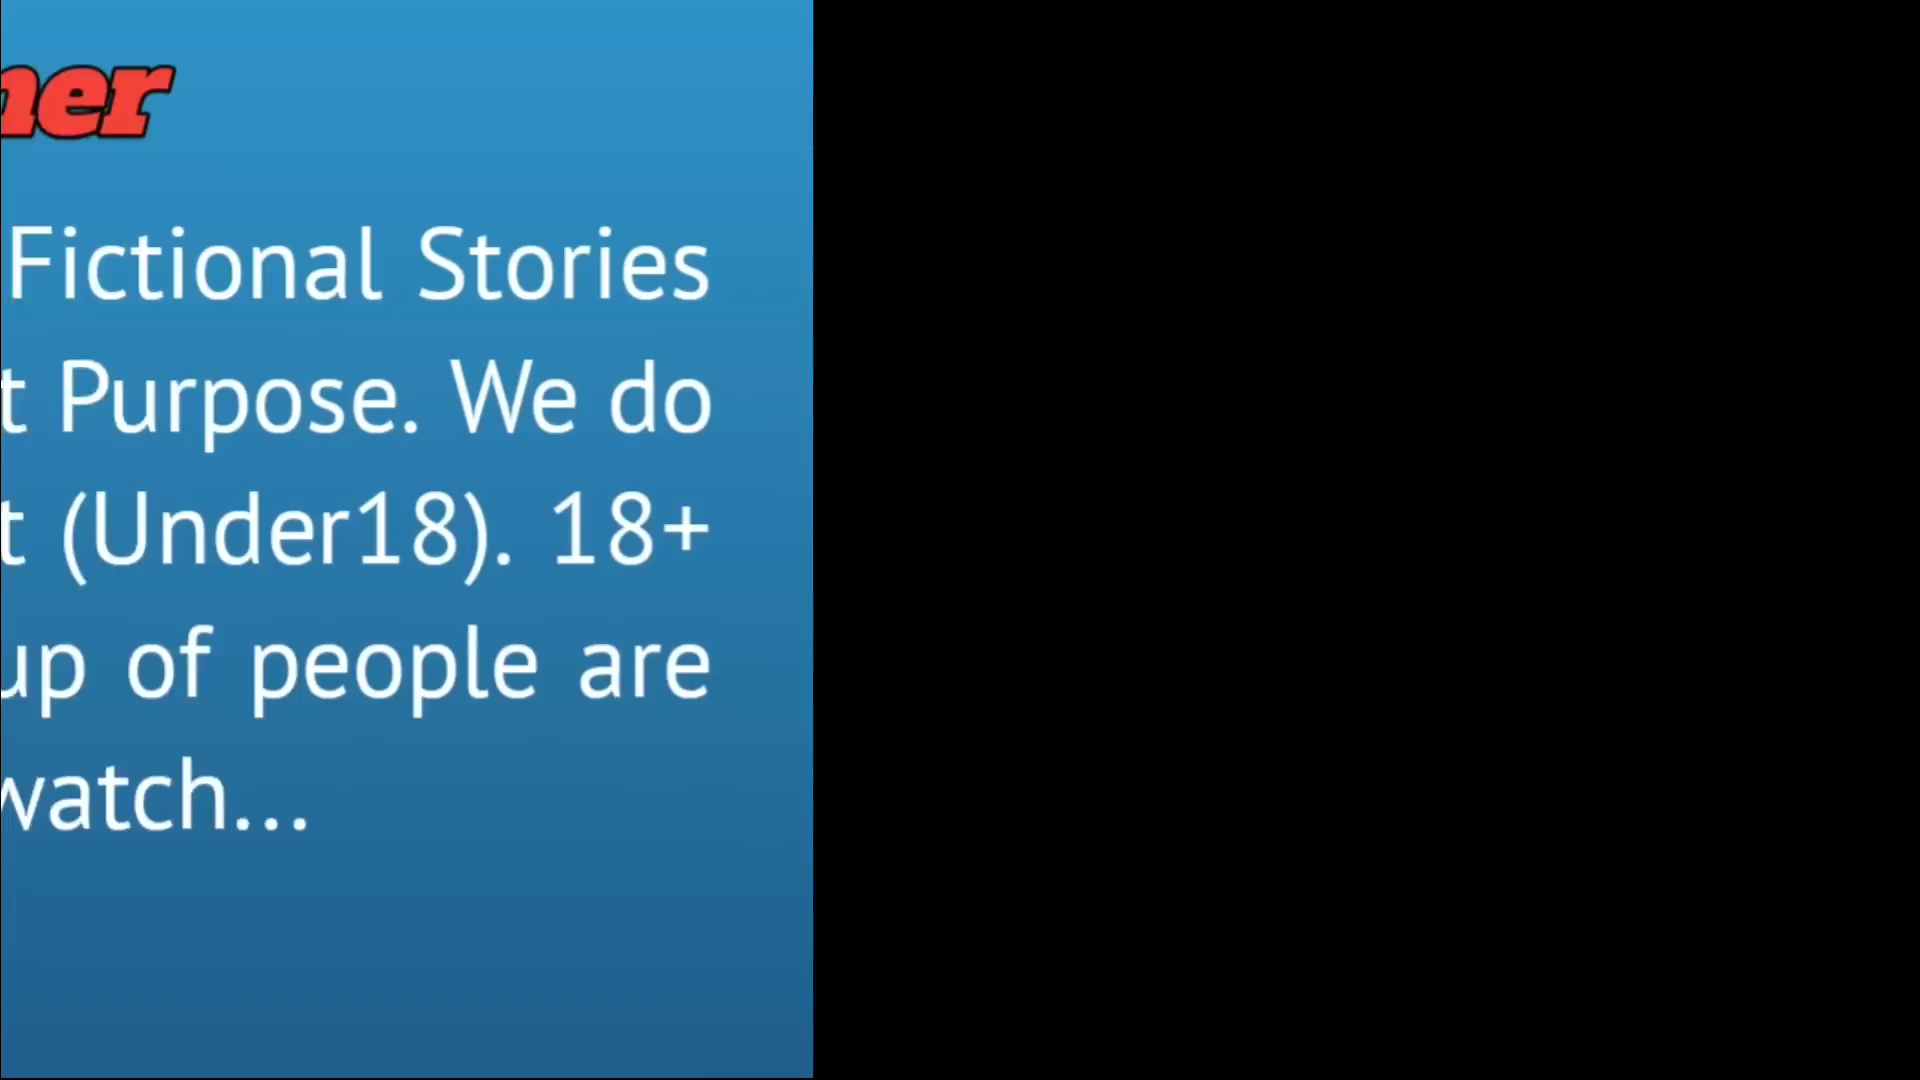 ner
Fictional Stories
t Purpose. We do
t (Under18). 18+
up of people are
watch...